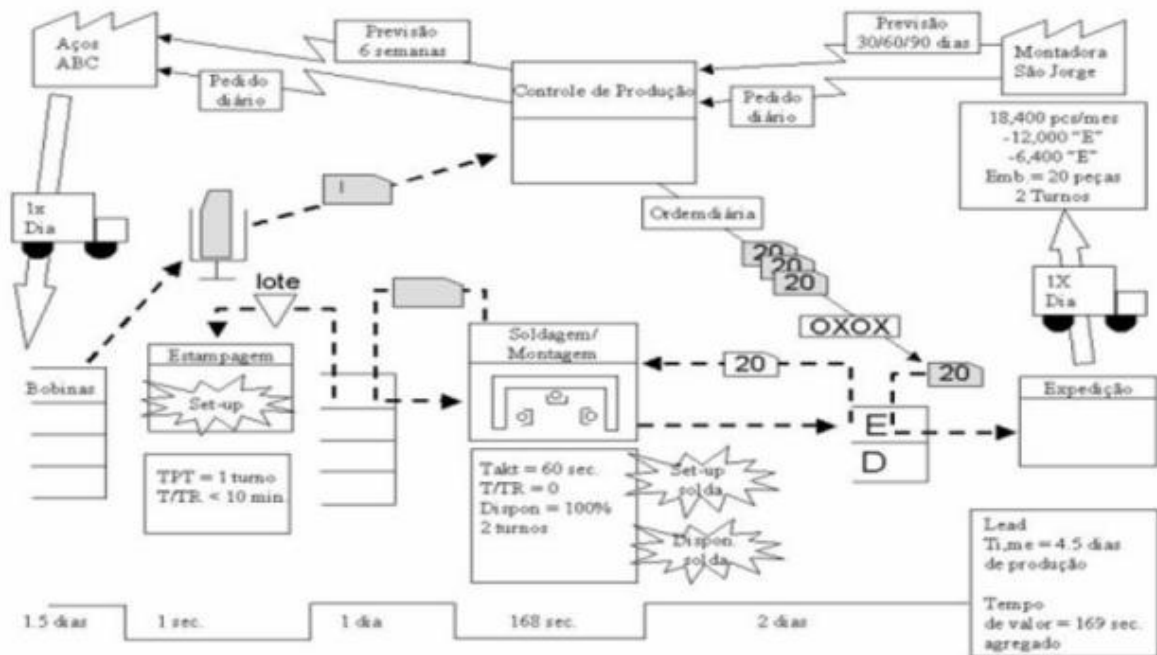 Aços
ABC
Previsão
6 semanas
Previsão
30/60/90 dias
Montadora
São Jorge
Pedido
diário
Controle de Produção
Pedido
diário
18,400 pcs/mes
-12,000 "E"
-6,400 "E"
Emb.= 20 peças
2 Turnos
1x
Dia
I
Ordemdiária
20
20
20
1X
Dia
lote
OXOX
Bobinas
Estampagem
Set-up
Soldagem/
Montagem
20
20
Expedição
E
D
TPT = 1 turno
T/TR < 10 min
Takt = 60 sec.
T/TR = 0
Dispon = 100%
2 turnos
Set-up
solda
Dispon.
solda
Lead
Ti,me = 4.5 dias
de produção
Tempo
de valor = 169 sec.
agregado
1.5 dias
1 sec.
1 dia
168 sec.
2 dias